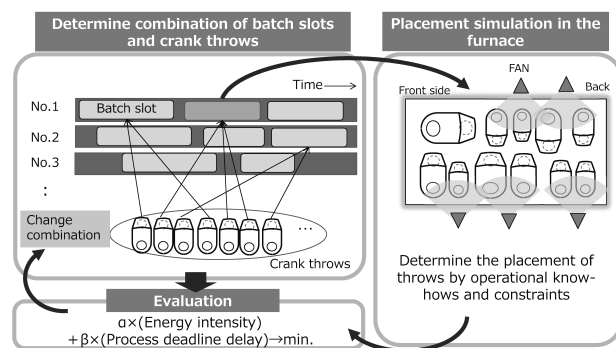 Determine combination of batch slots
and crank throws
Time
No.1
Batch slot
No.2
No.3
:
Change
combination
...
Crank throws
Evaluation
α×(Energy intensity)
+β×(Process deadline delay)→min.
Placement simulation in the
furnace
FAN
Front side
Back
Determine the placement of
throws by operational know-
hows and constraints